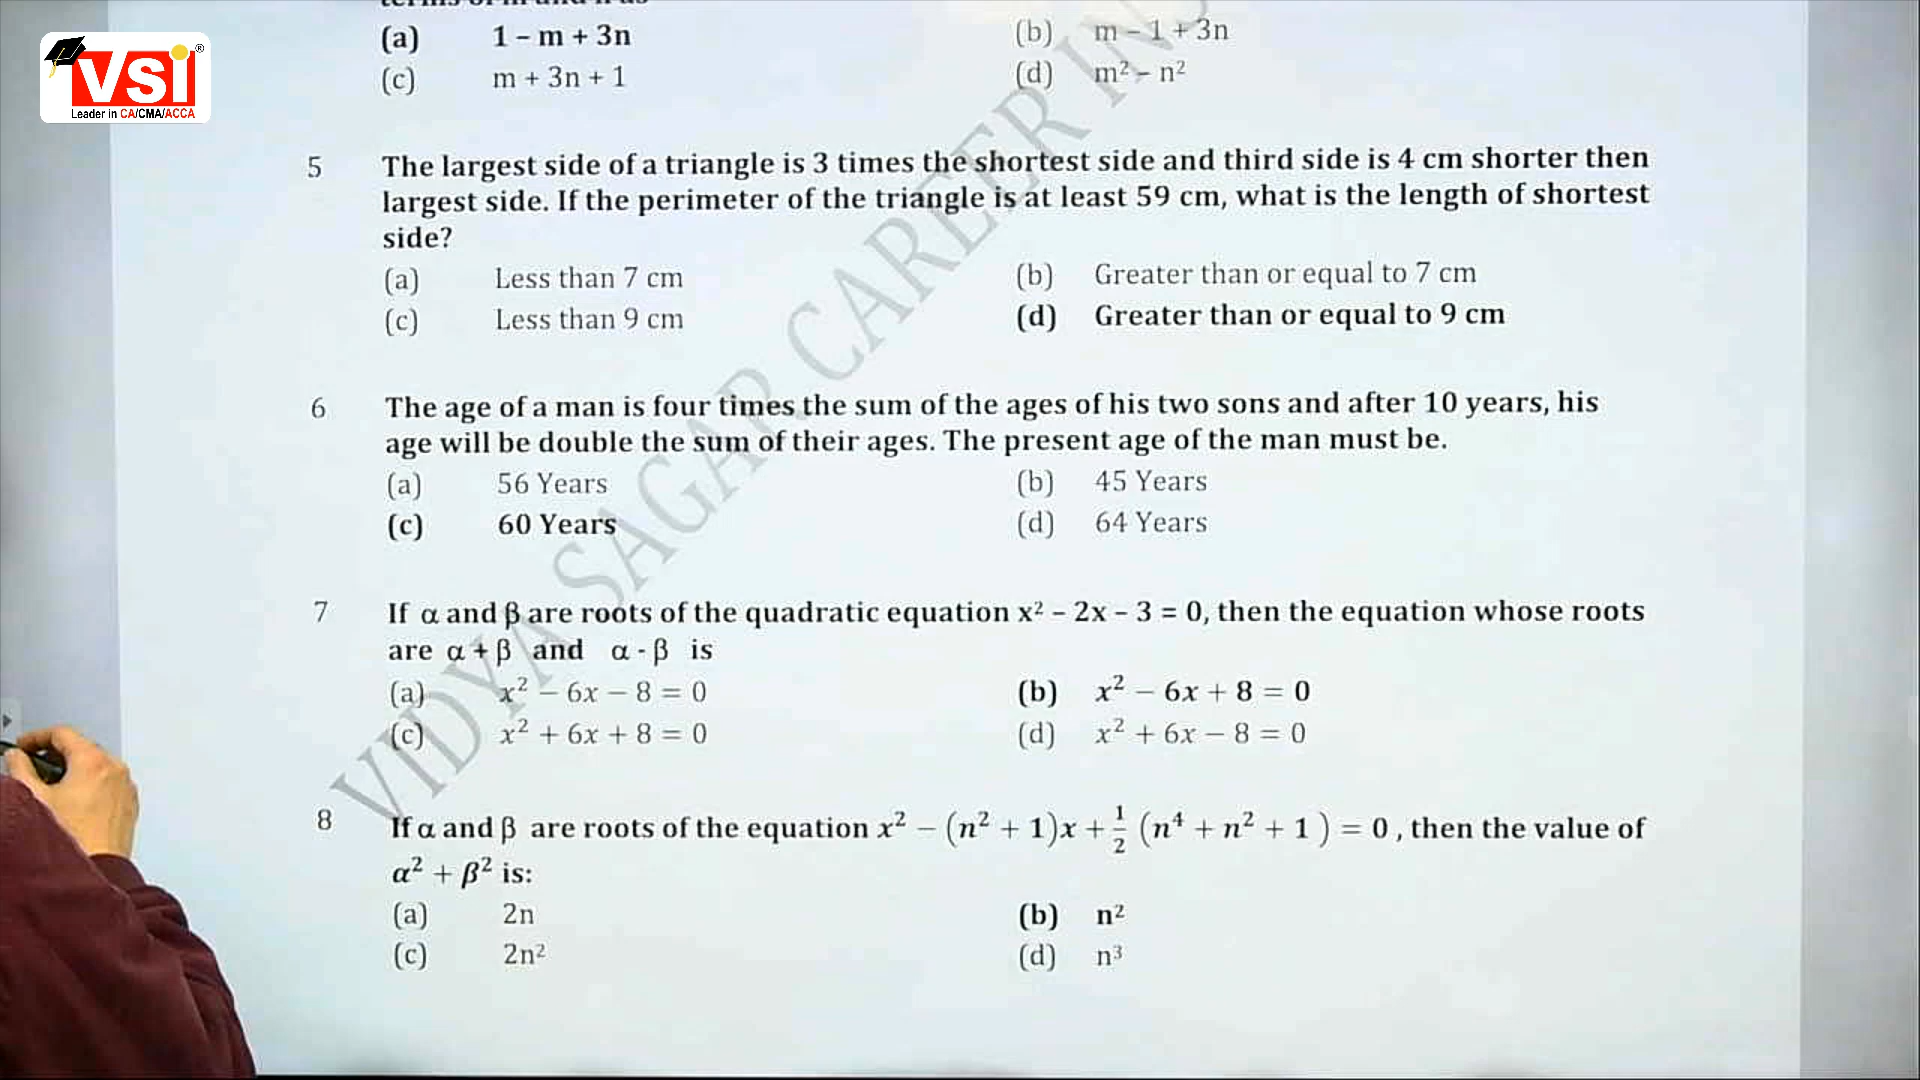 (a) 1 – m + 3n (b) m – 1 + 3n
(c) m + 3n + 1 (d) m² – n²
VSI®
Leader in CA/CMA/ACCA
5 The largest side of a triangle is 3 times the shortest side and third side is 4 cm shorter then
largest side. If the perimeter of the triangle is at least 59 cm, what is the length of shortest
side?
(a) Less than 7 cm (b) Greater than or equal to 7 cm
(c) Less than 9 cm (d) Greater than or equal to 9 cm
6 The age of a man is four times the sum of the ages of his two sons and after 10 years, his
age will be double the sum of their ages. The present age of the man must be.
(a) 56 Years (b) 45 Years
(c) 60 Years (d) 64 Years
7 If α and β are roots of the quadratic equation x² – 2x – 3 = 0, then the equation whose roots
are α + β and α - β is
(a) x² − 6x − 8 = 0 (b) x² − 6x + 8 = 0
(c) x² + 6x + 8 = 0 (d) x² + 6x − 8 = 0
8 If α and β are roots of the equation x² − (n² + 1)x + 1/2 (n⁴ + n² + 1 ) = 0 , then the value of
α² + β² is:
(a) 2n (b) n²
(c) 2n² (d) n³
VIDYA SAGAR CAREER INS